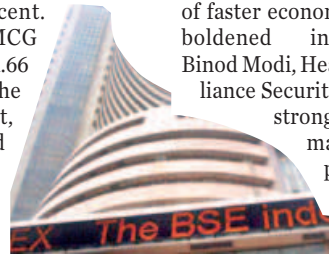 cent.
MCG
.66
he
t,
d
of faster econom
boldened in
Binod Modi, Hea
liance Securit
strong
ma
p
EX The BSE ind